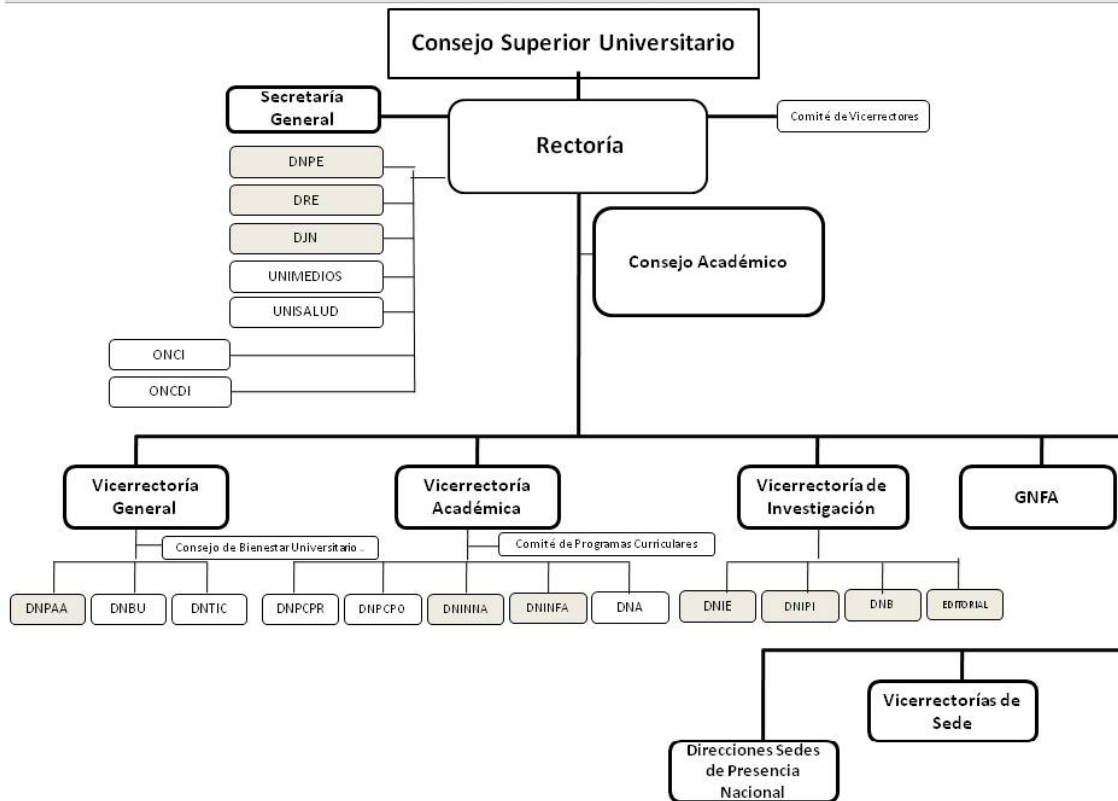 Consejo Superior Universitario
Secretaría
General
Rectoría
Comité de Vicerrectores
DNPE
DRE
DJN
UNIMEDIOS
UNISALUD
ONCI
ONCDI
Consejo Académico
Vicerrectoría
General
Vicerrectoría
Académica
Vicerrectoría de
Investigación
GNFA
Consejo de Bienestar Universitario ..
Comité de Programas Curriculares
DNPAA
DNBU
DNTIC
DNPCPR
DNPCPO
DNINNA
DNINFA
DNA
DNIE
DNIPI
DNB
EDITORIAL
Vicerrectorías de
Sede
Direcciones Sedes
de Presencia
Nacional